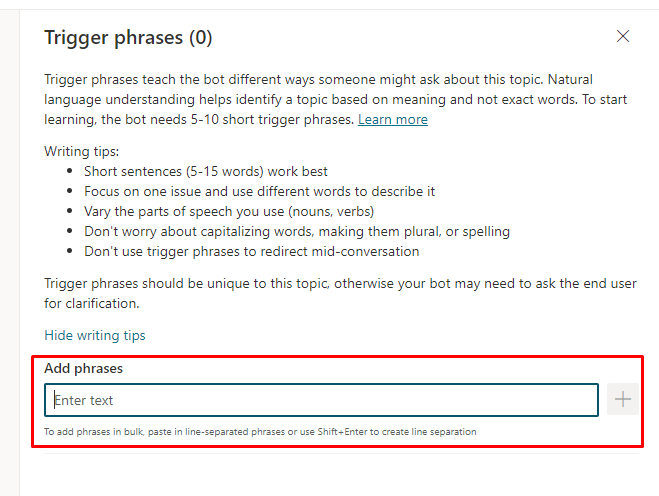 Trigger phrases (0)
Trigger phrases teach the bot different ways someone might ask about this topic. Natural
language understanding helps identify a topic based on meaning and not exact words. To start
learning, the bot needs 5-10 short trigger phrases. Learn more
Writing tips:
• Short sentences (5-15 words) work best
• Focus on one issue and use different words to describe it
• Vary the parts of speech you use (nouns, verbs)
• Don't worry about capitalizing words, making them plural, or spelling
• Don't use trigger phrases to redirect mid-conversation
Trigger phrases should be unique to this topic, otherwise your bot may need to ask the end user
for clarification.
Hide writing tips
Add phrases
Enter text
To add phrases in bulk, paste in line-separated phrases or use Shift+Enter to create line separation